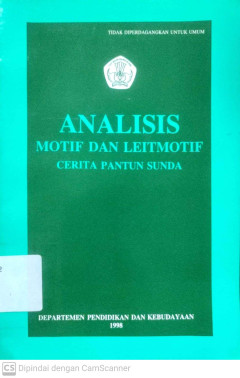 TIDAK DIPERDAGANGKAN UNTUK UMUM
ANALISIS
MOTIF DAN LEITMOTIF
CERITA PANTUN SUNDA
DEPARTEMEN PENDIDIKAN DAN KEBUDAYAAN
1998
CS Dipindai dengan CamScanner